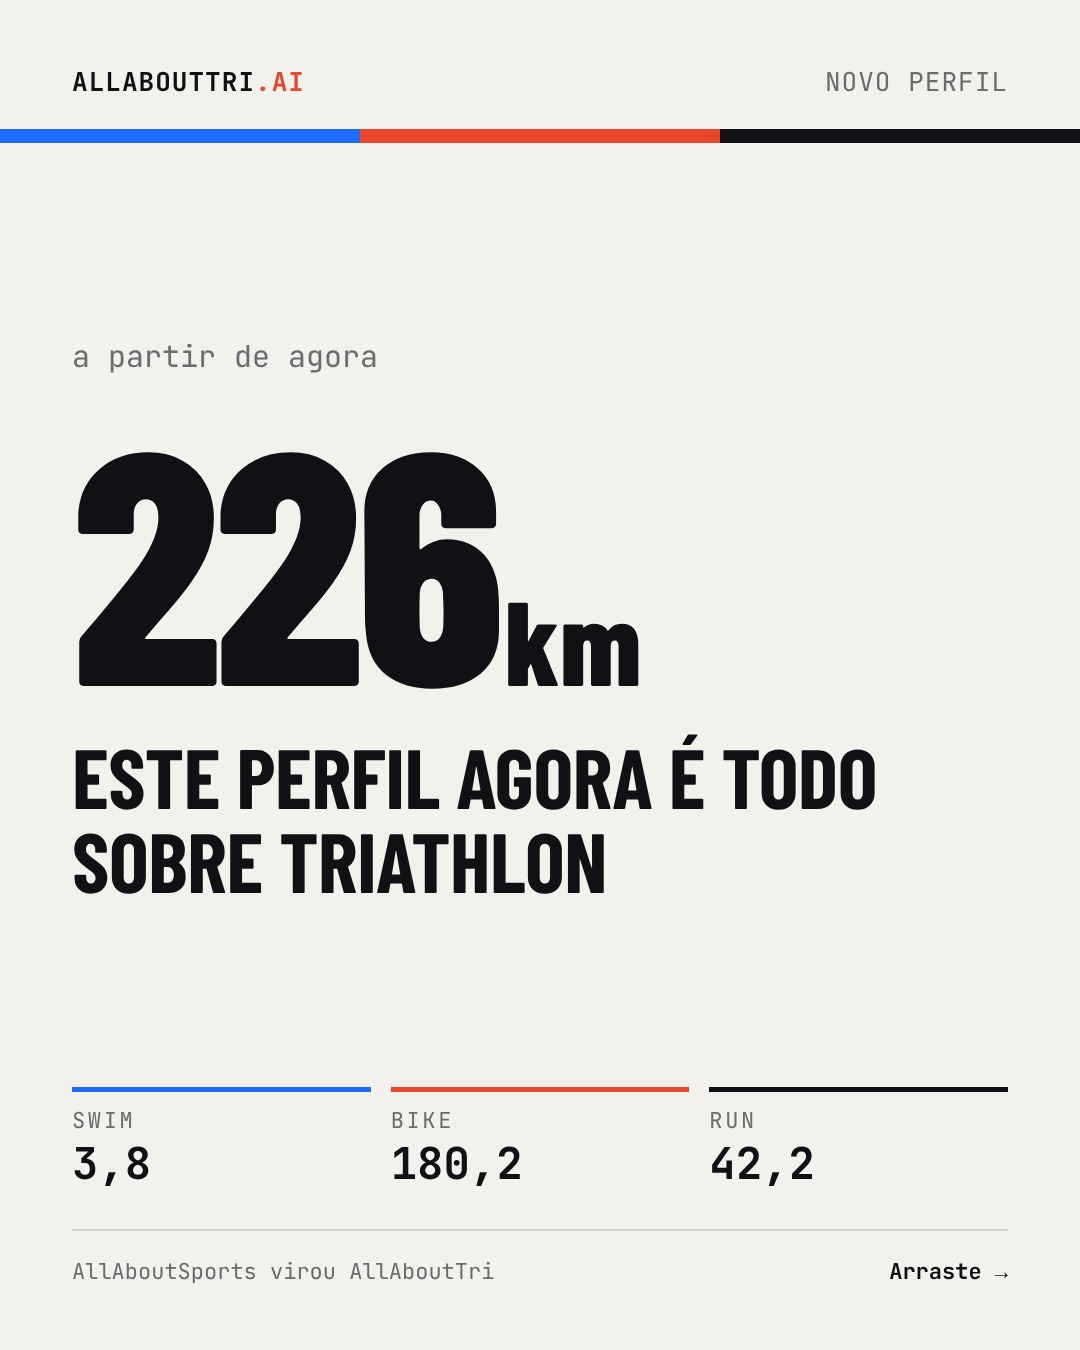 ALLABOUTTRI.AI
NOVO PERFIL
a partir de agora
226km
ESTE PERFIL AGORA É TODO
SOBRE TRIATHLON
SWIM
3,8
BIKE
180,2
RUN
42,2
AllAboutSports virou AllAboutTri
Arraste →